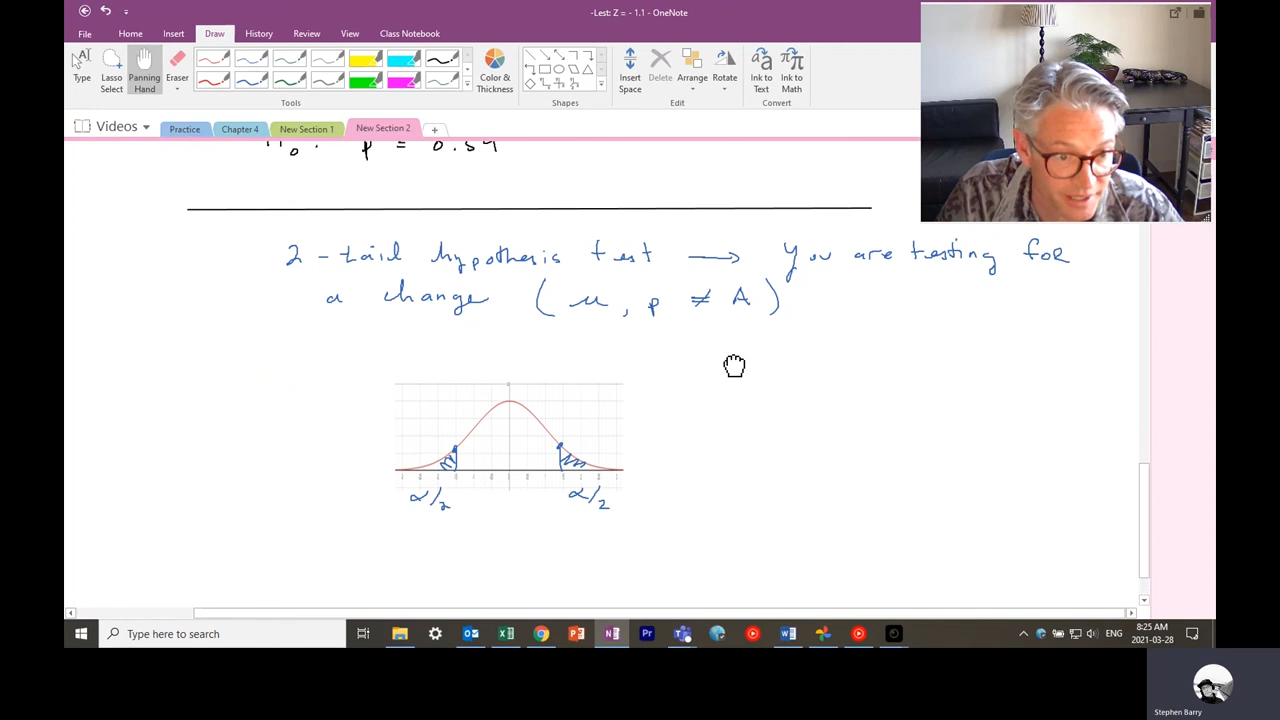 -Lest: Z = - 1.1 - OneNote
File Home Insert Draw History Review View Class Notebook
Type Lasso Select Panning Hand Eraser Color & Thickness Insert Space Delete Arrange Rotate Ink to Text Ink to Math
Tools Shapes Edit Convert
Videos Practice Chapter 4 New Section 1 New Section 2 +
H₀ : p = 0.54
2 - tail hypothesis test → You are testing for
a change (μ, p ≠ A)
α/2 α/2
Type here to search
ENG 8:25 AM
2021-03-28
Stephen Barry